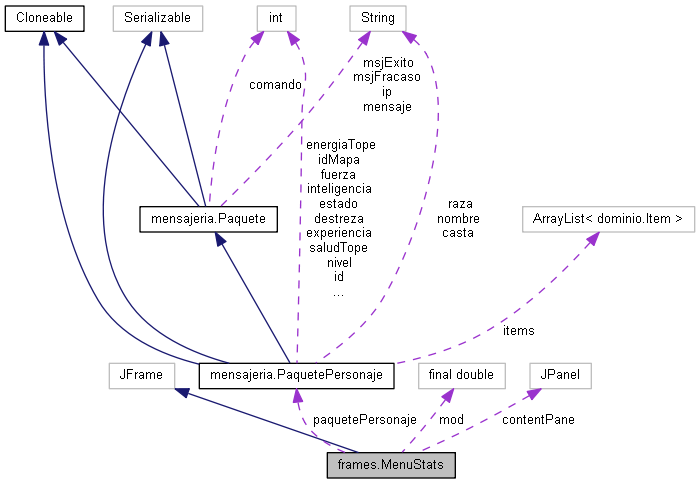 Cloneable
Serializable
int
String
comando
msjExito
msjFracaso
ip
mensaje
energiaTope
idMapa
fuerza
inteligencia
estado
destreza
experiencia
saludTope
nivel
id
...
mensajeria.Paquete
raza
nombre
casta
ArrayList< dominio.Item >
items
JFrame
mensajeria.PaquetePersonaje
final double
JPanel
paquetePersonaje
mod
contentPane
frames.MenuStats